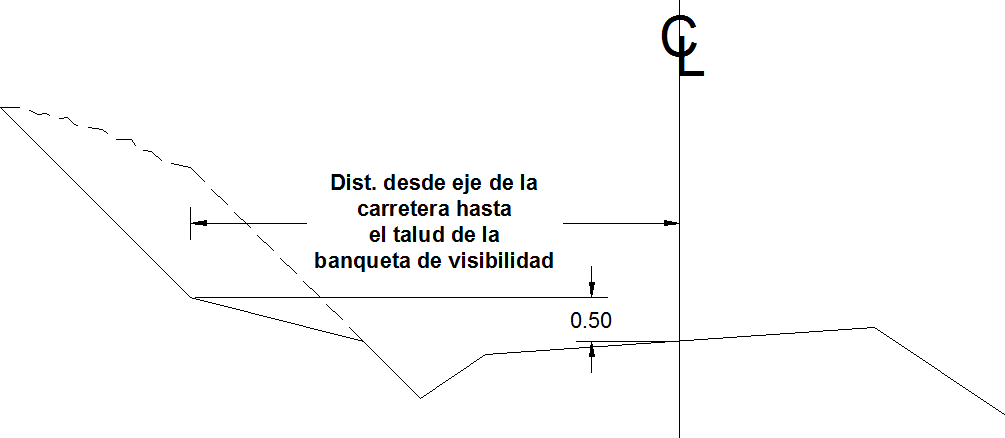 CL
Dist. desde eje de la
carretera hasta
el talud de la
banqueta de visibilidad
0.50